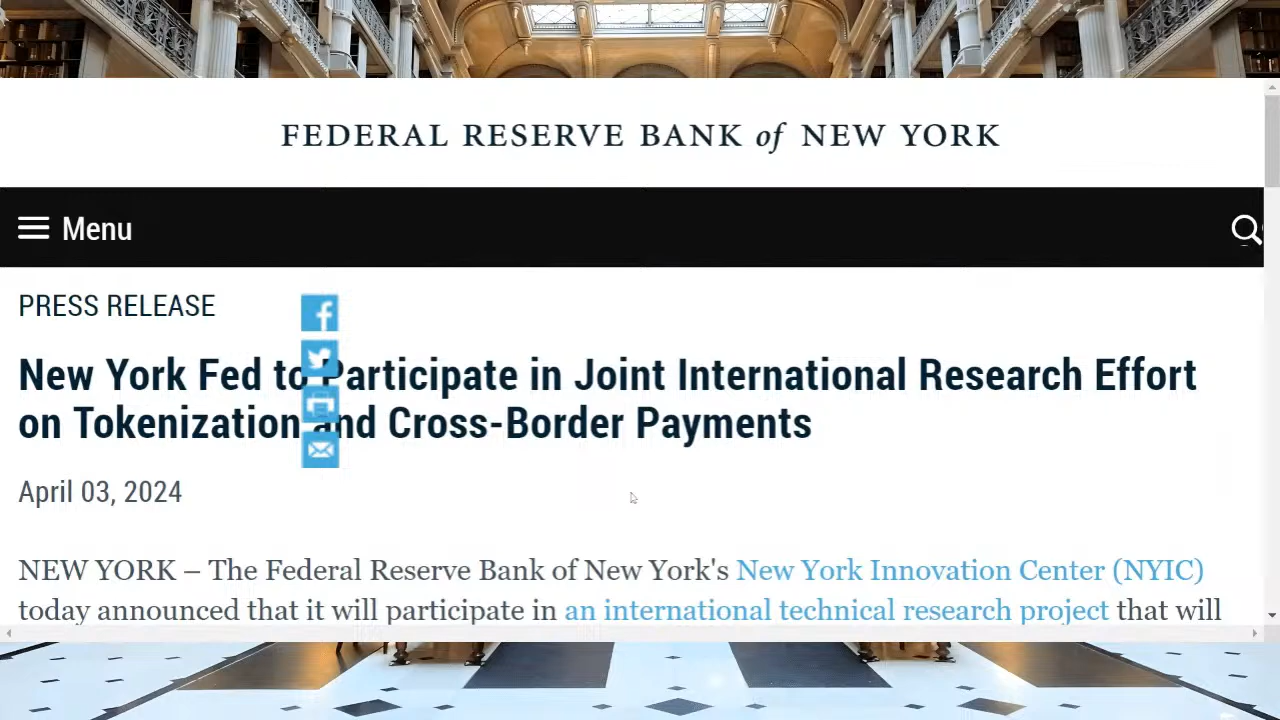 FEDERAL RESERVE BANK of NEW YORK
Menu
PRESS RELEASE
New York Fed to Participate in Joint International Research Effort
on Tokenization and Cross-Border Payments
April 03, 2024
NEW YORK – The Federal Reserve Bank of New York's New York Innovation Center (NYIC)
today announced that it will participate in an international technical research project that will